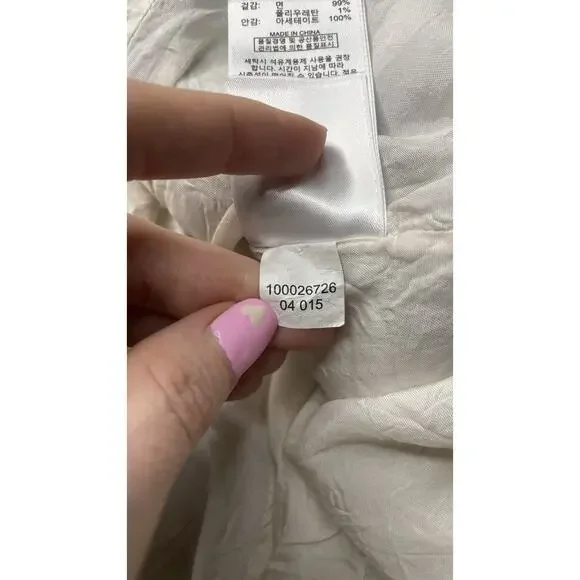 겉감: 면 99%
폴리우레탄 1%
안감: 아세테이트 100%
MADE IN CHINA
품질경영 및 공산품안전
관리법에 의한 품질표시
세탁시 석유계용제 사용을 권장
합니다. 시간이 지남에 따라
100026726
04 015